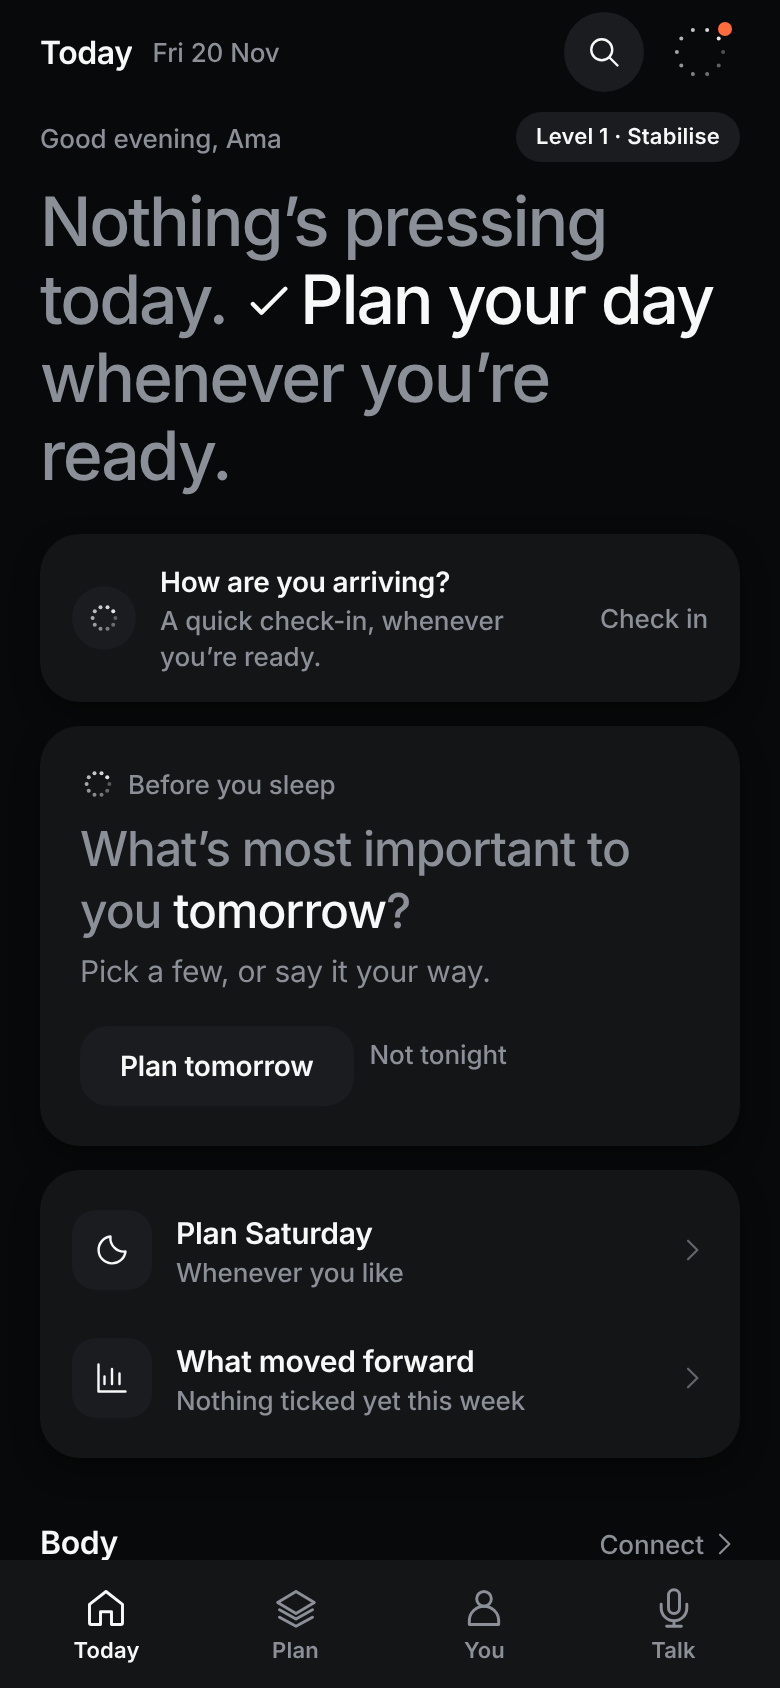 Today Fri 20 Nov
Good evening, Ama
Level 1 · Stabilise
Nothing’s pressing
today. ✓ Plan your day
whenever you’re
ready.
How are you arriving?
A quick check-in, whenever
you’re ready.
Check in
Before you sleep
What’s most important to
you tomorrow?
Pick a few, or say it your way.
Plan tomorrow
Not tonight
Plan Saturday
Whenever you like
What moved forward
Nothing ticked yet this week
Body
Connect
Today
Plan
You
Talk